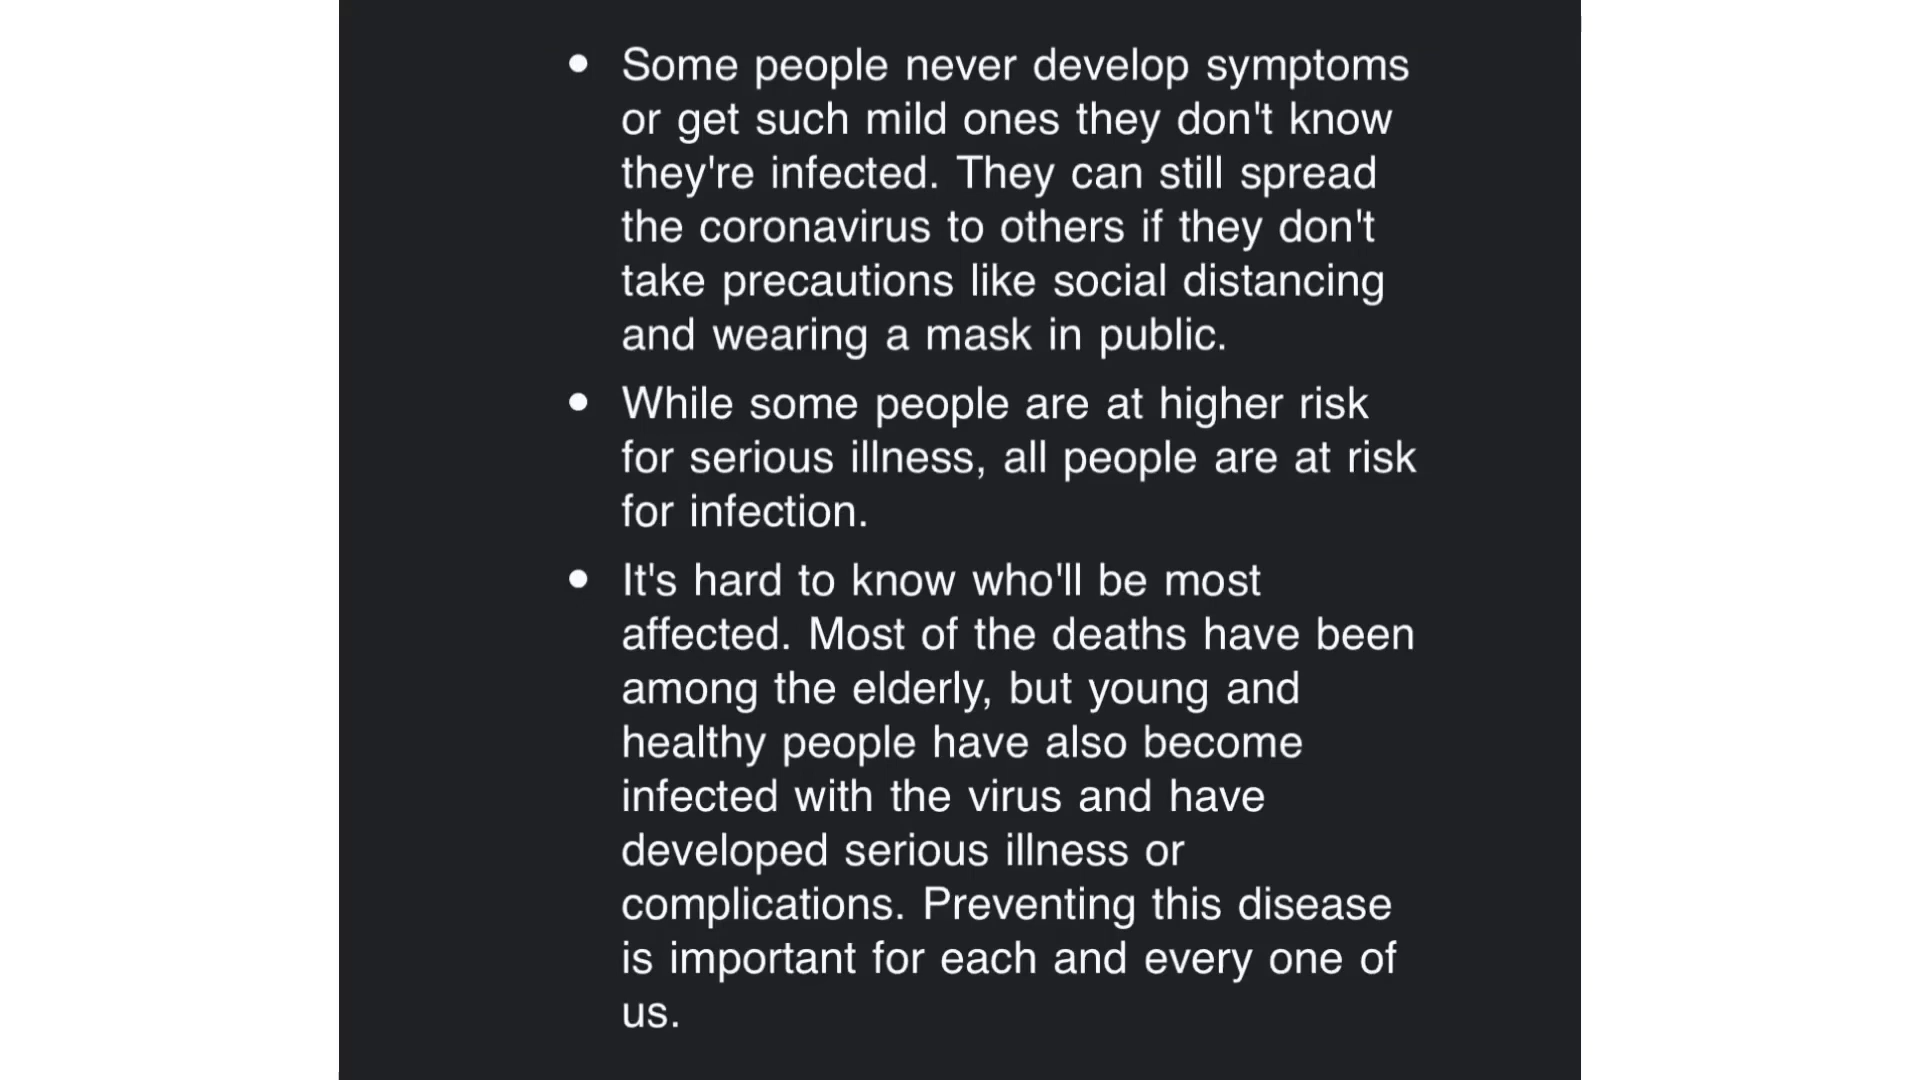 • Some people never develop symptoms
or get such mild ones they don't know
they're infected. They can still spread
the coronavirus to others if they don't
take precautions like social distancing
and wearing a mask in public.
• While some people are at higher risk
for serious illness, all people are at risk
for infection.
• It's hard to know who'll be most
affected. Most of the deaths have been
among the elderly, but young and
healthy people have also become
infected with the virus and have
developed serious illness or
complications. Preventing this disease
is important for each and every one of
us.